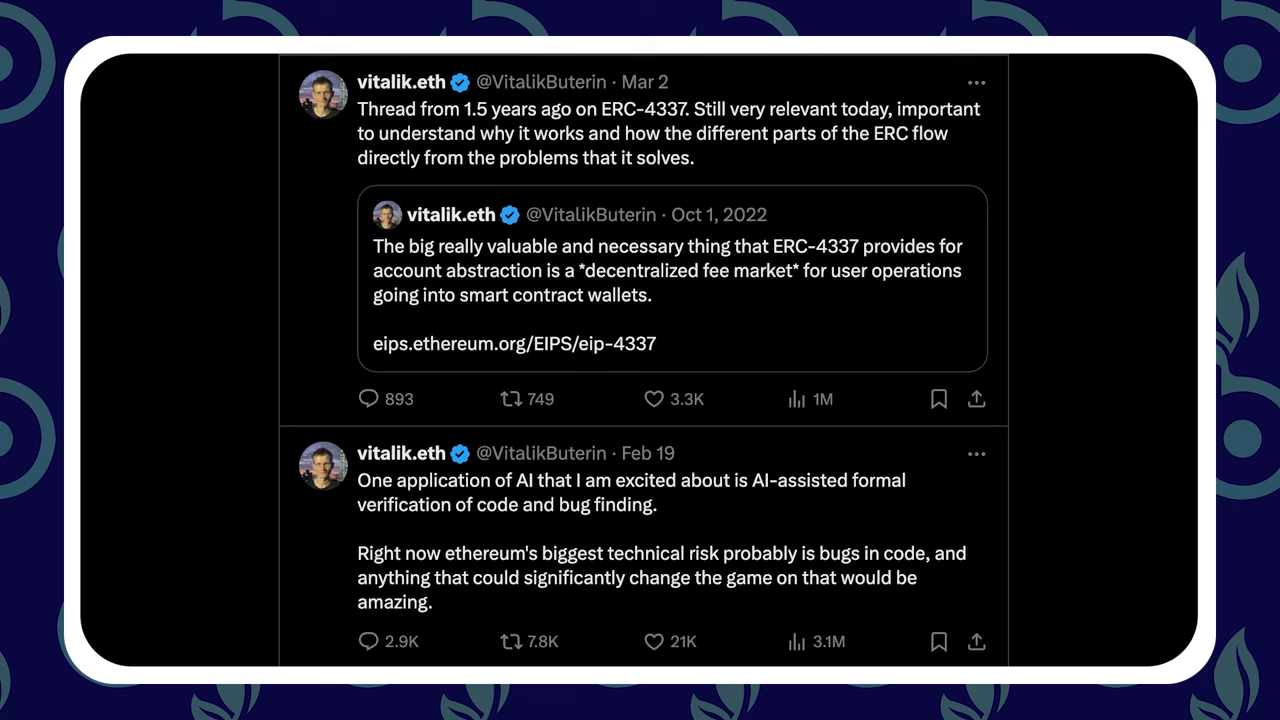 vitalik.eth @VitalikButerin · Mar 2
Thread from 1.5 years ago on ERC-4337. Still very relevant today, important
to understand why it works and how the different parts of the ERC flow
directly from the problems that it solves.
vitalik.eth @VitalikButerin · Oct 1, 2022
The big really valuable and necessary thing that ERC-4337 provides for
account abstraction is a *decentralized fee market* for user operations
going into smart contract wallets.
eips.ethereum.org/EIPS/eip-4337
893 749 3.3K 1M
vitalik.eth @VitalikButerin · Feb 19
One application of AI that I am excited about is AI-assisted formal
verification of code and bug finding.
Right now ethereum's biggest technical risk probably is bugs in code, and
anything that could significantly change the game on that would be
amazing.
2.9K 7.8K 21K 3.1M